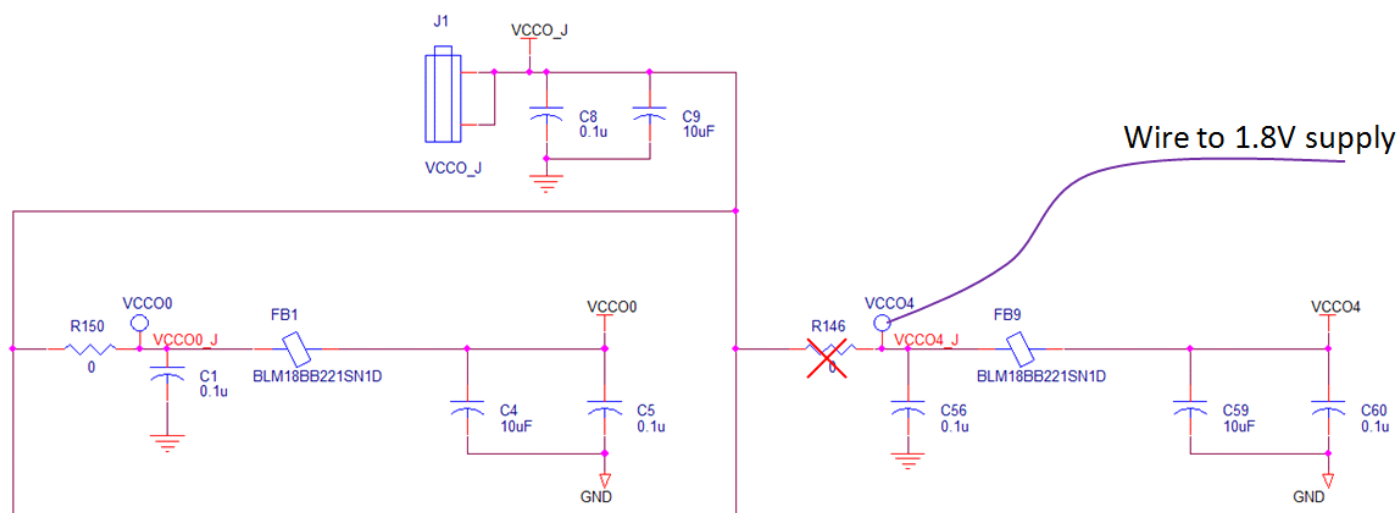 J1
VCCO_J
C8
0.1u
C9
10uF
VCCO_J
Wire to 1.8V supply
R150
0
VCCO0
VCCO0_J
C1
0.1u
FB1
BLM18BB221SN1D
C4
10uF
VCCO0
C5
0.1u
GND
R146
0
VCCO4
VCCO4_J
C56
0.1u
FB9
BLM18BB221SN1D
C59
10uF
VCCO4
C60
0.1u
GND